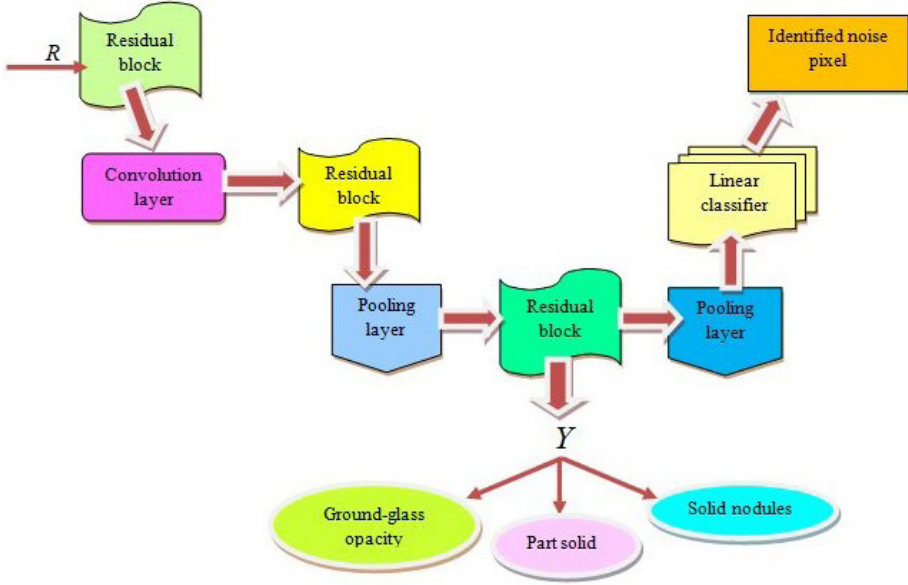 R
Residual
block
Identified noise
pixel
Convolution
layer
Residual
block
Linear
classifier
Pooling
layer
Residual
block
Pooling
layer
Y
Ground-glass
opacity
Part solid
Solid nodules